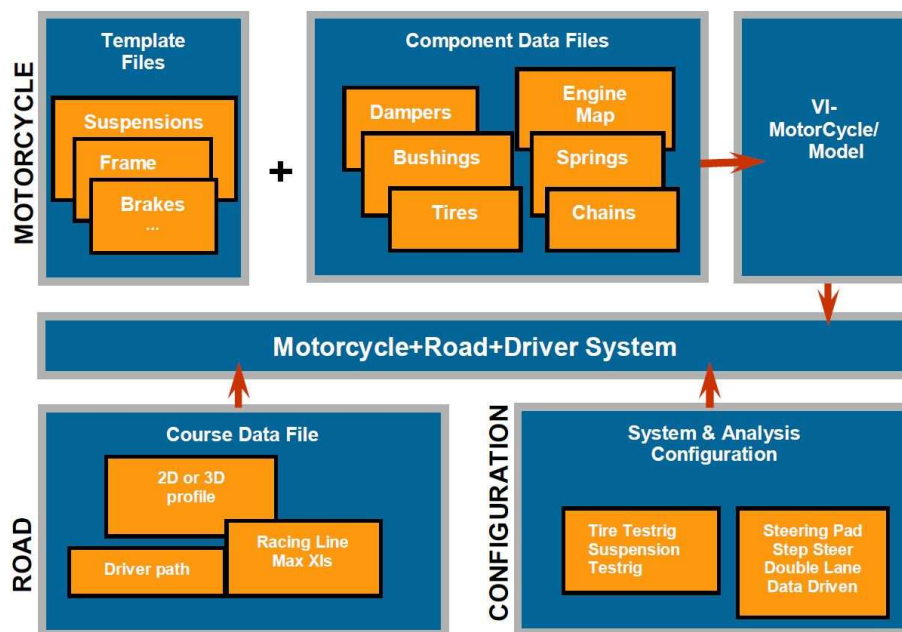 MOTORCYCLE
Template
Files
Suspensions
Frame
Brakes
...
+
Component Data Files
Dampers
Bushings
Tires
Engine
Map
Springs
Chains
VI-
MotorCycle/
Model
Motorcycle+Road+Driver System
ROAD
Course Data File
2D or 3D
profile
Racing Line
Max Xls
Driver path
CONFIGURATION
System & Analysis
Configuration
Tire Testrig
Suspension
Testrig
Steering Pad
Step Steer
Double Lane
Data Driven